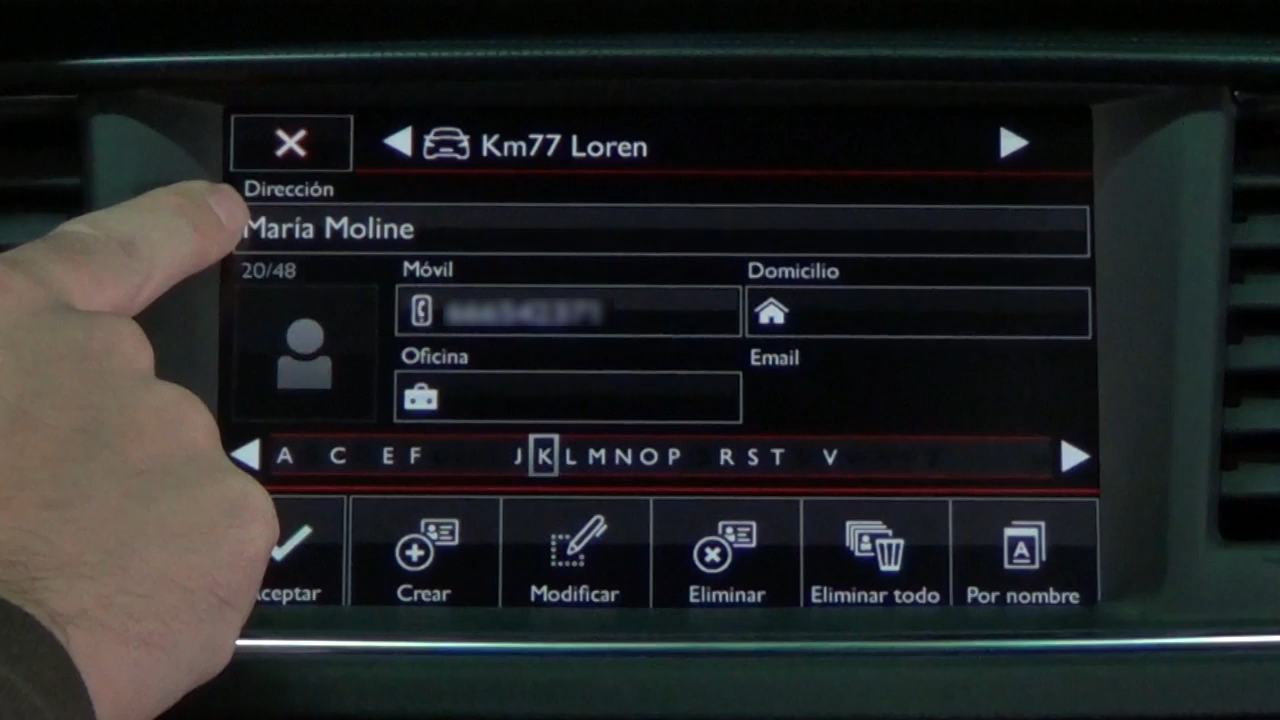 Km77 Loren
Dirección
María Moline
20/48
Móvil
Domicilio
Oficina
Email
A C E F J K L M N O P R S T V
Aceptar
Crear
Modificar
Eliminar
Eliminar todo
Por nombre
A